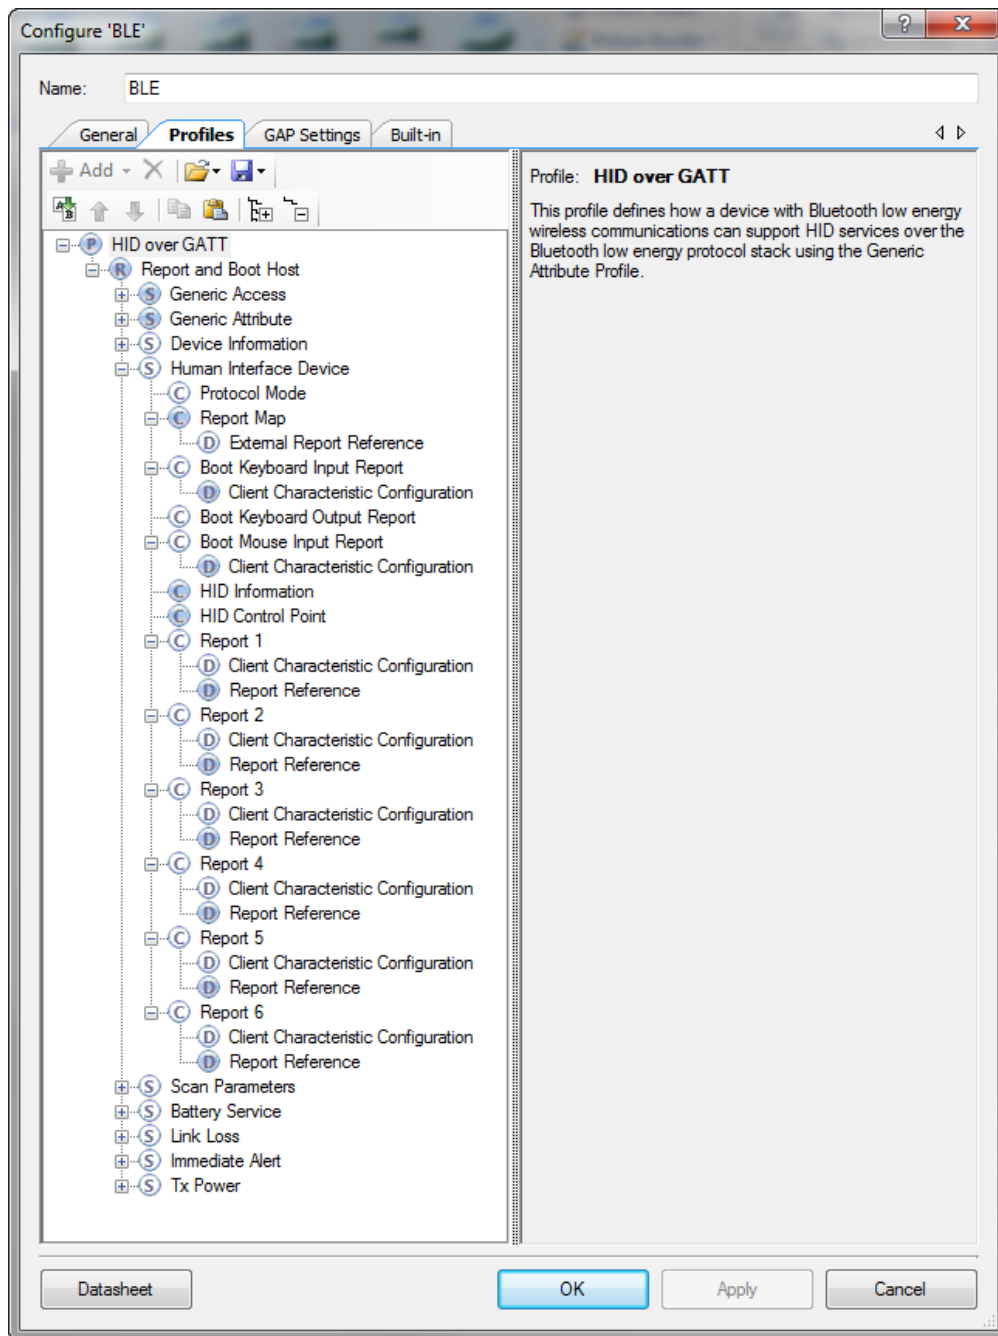 Configure 'BLE'
?
Name: BLE
General Profiles GAP Settings Built-in
Add
Profile: HID over GATT
This profile defines how a device with Bluetooth low energy
wireless communications can support HID services over the
Bluetooth low energy protocol stack using the Generic
Attribute Profile.
P HID over GATT
R Report and Boot Host
S Generic Access
S Generic Attribute
S Device Information
S Human Interface Device
C Protocol Mode
C Report Map
D External Report Reference
C Boot Keyboard Input Report
D Client Characteristic Configuration
C Boot Keyboard Output Report
C Boot Mouse Input Report
D Client Characteristic Configuration
C HID Information
C HID Control Point
C Report 1
D Client Characteristic Configuration
D Report Reference
C Report 2
D Client Characteristic Configuration
D Report Reference
C Report 3
D Client Characteristic Configuration
D Report Reference
C Report 4
D Client Characteristic Configuration
D Report Reference
C Report 5
D Client Characteristic Configuration
D Report Reference
C Report 6
D Client Characteristic Configuration
D Report Reference
S Scan Parameters
S Battery Service
S Link Loss
S Immediate Alert
S Tx Power
Datasheet OK Apply Cancel